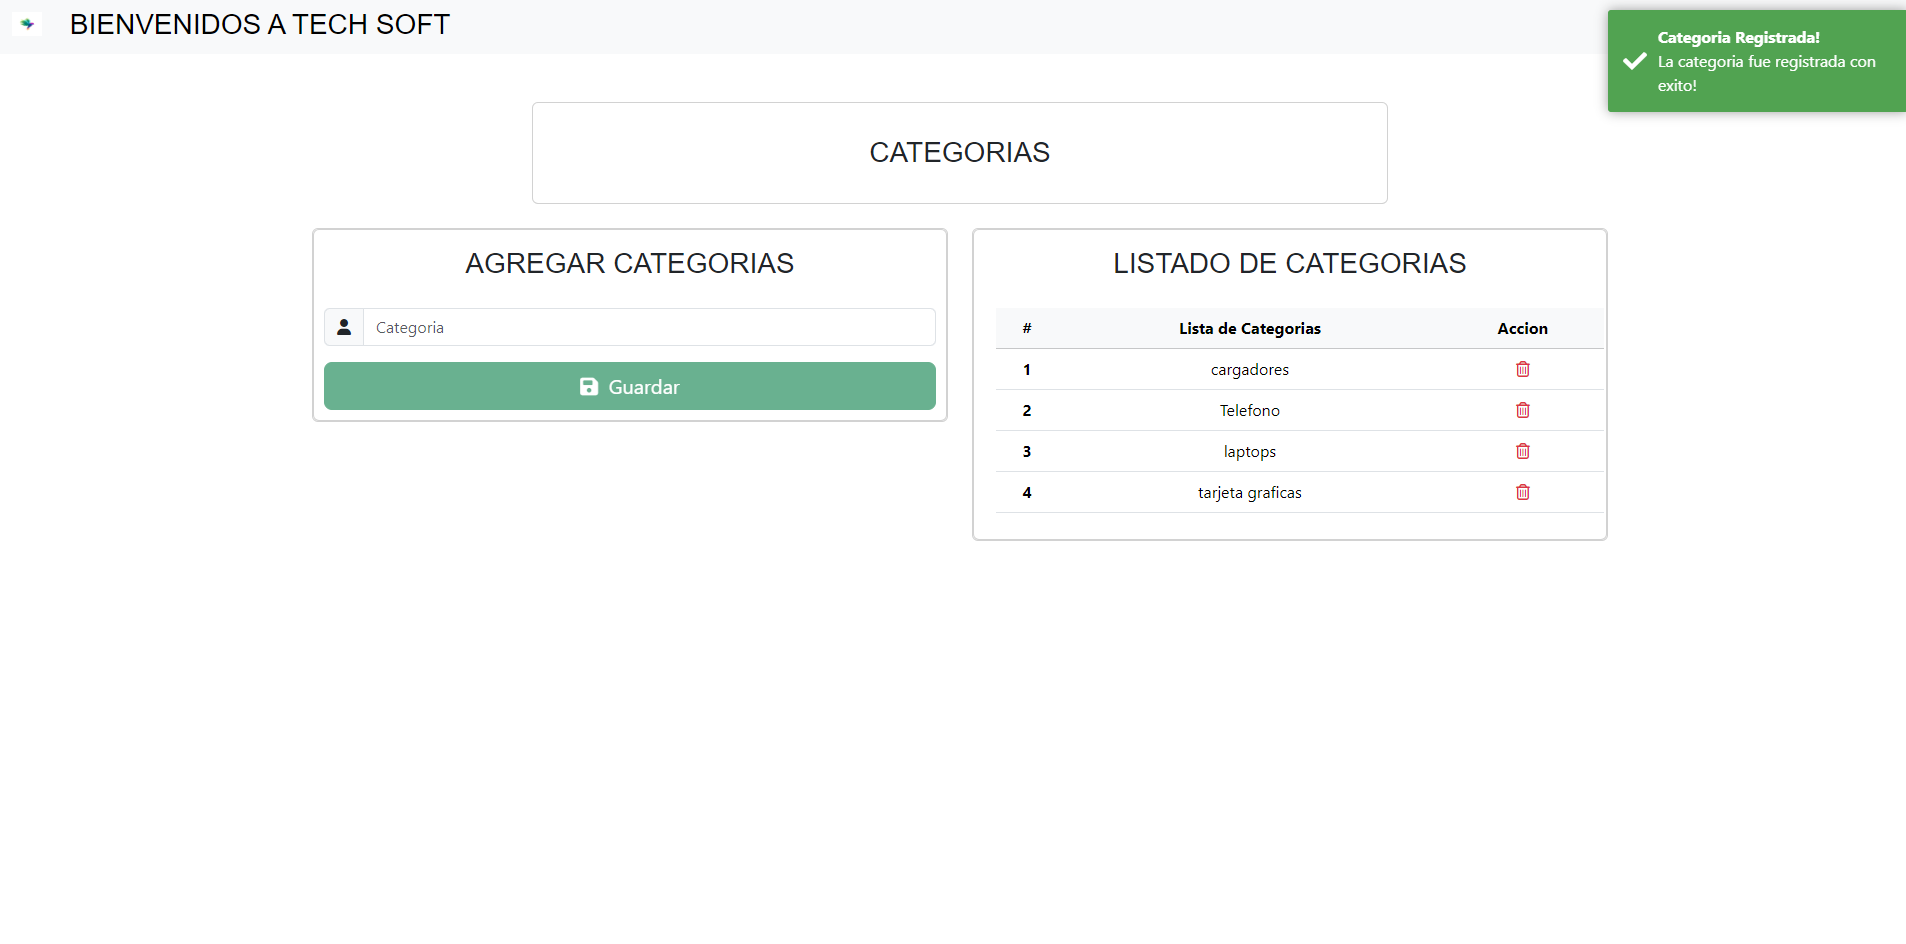 BIENVENIDOS A TECH SOFT
Categoria Registrada!
La categoria fue registrada con
exito!
CATEGORIAS
AGREGAR CATEGORIAS
Categoria
Guardar
LISTADO DE CATEGORIAS
# Lista de Categorias Accion
1 cargadores
2 Telefono
3 laptops
4 tarjeta graficas